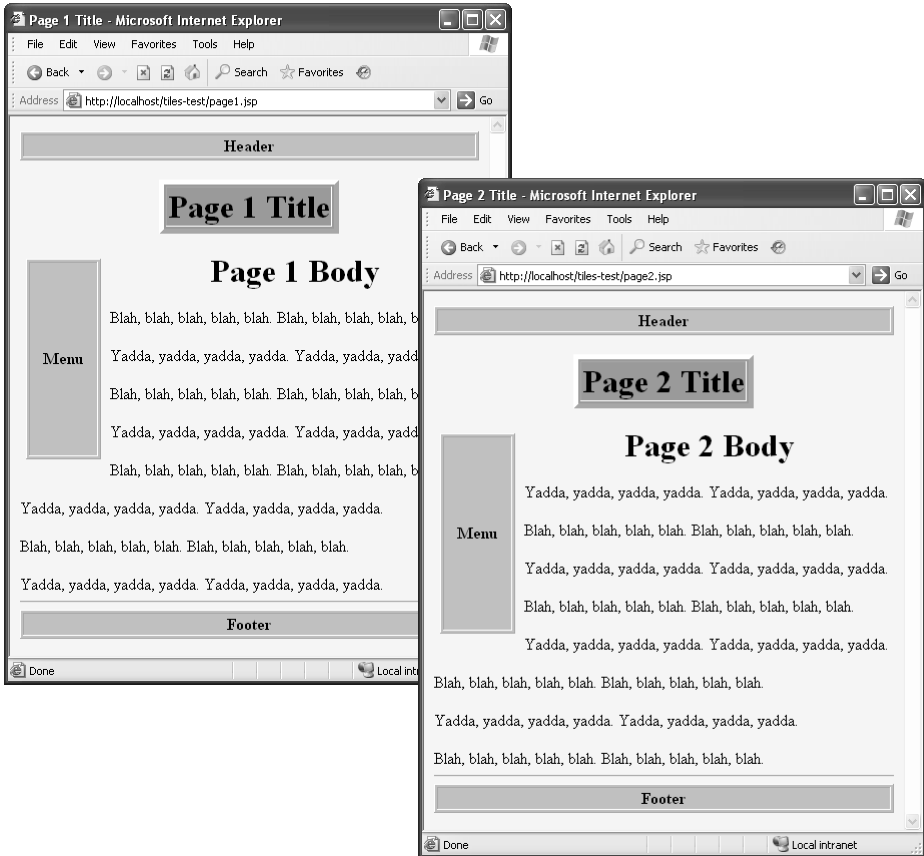 Page 1 Title - Microsoft Internet Explorer
File Edit View Favorites Tools Help
Back Search Favorites
Address http://localhost/tiles-test/page1.jsp Go
Header
Page 1 Title
Page 1 Body
Menu
Blah, blah, blah, blah, blah. Blah, blah, blah, blah, b
Yadda, yadda, yadda, yadda. Yadda, yadda, yadd
Blah, blah, blah, blah, blah. Blah, blah, blah, blah, b
Yadda, yadda, yadda, yadda. Yadda, yadda, yadd
Blah, blah, blah, blah, blah. Blah, blah, blah, blah, b
Yadda, yadda, yadda, yadda. Yadda, yadda, yadda, yadda.
Blah, blah, blah, blah, blah. Blah, blah, blah, blah, blah.
Yadda, yadda, yadda, yadda. Yadda, yadda, yadda, yadda.
Footer
Done Local intr
Page 2 Title - Microsoft Internet Explorer
File Edit View Favorites Tools Help
Back Search Favorites
Address http://localhost/tiles-test/page2.jsp Go
Header
Page 2 Title
Page 2 Body
Menu
Yadda, yadda, yadda, yadda. Yadda, yadda, yadda, yadda.
Blah, blah, blah, blah, blah. Blah, blah, blah, blah, blah.
Yadda, yadda, yadda, yadda. Yadda, yadda, yadda, yadda.
Blah, blah, blah, blah, blah. Blah, blah, blah, blah, blah.
Yadda, yadda, yadda, yadda. Yadda, yadda, yadda, yadda.
Blah, blah, blah, blah, blah. Blah, blah, blah, blah, blah.
Yadda, yadda, yadda, yadda. Yadda, yadda, yadda, yadda.
Blah, blah, blah, blah, blah. Blah, blah, blah, blah, blah.
Footer
Done Local intranet